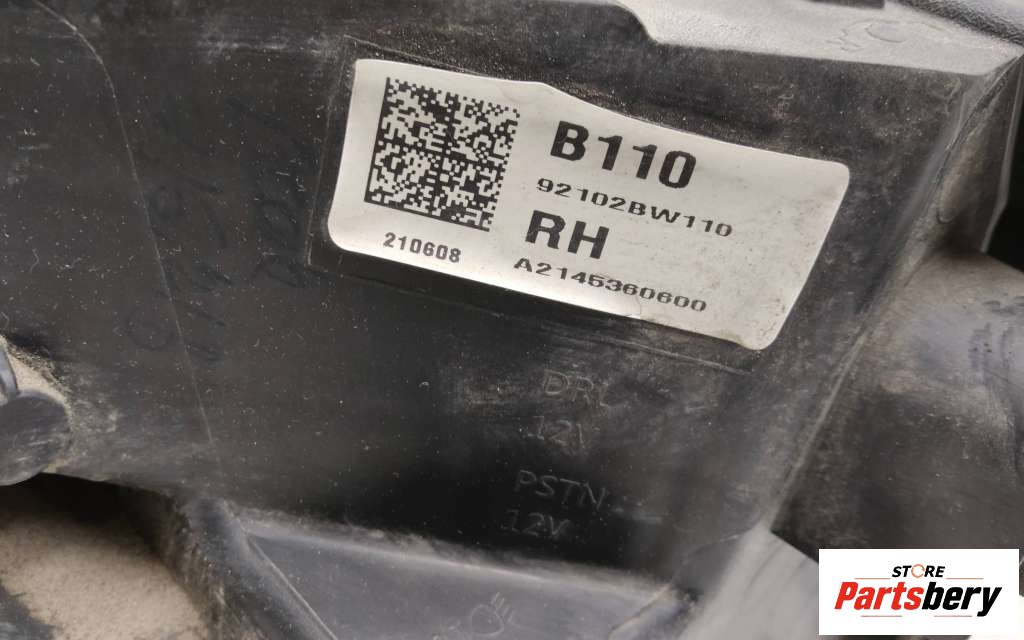 B110
92102BW110
RH
210608
A2145360600
DRL
12V
PSTN
12V
STORE
Partsbery